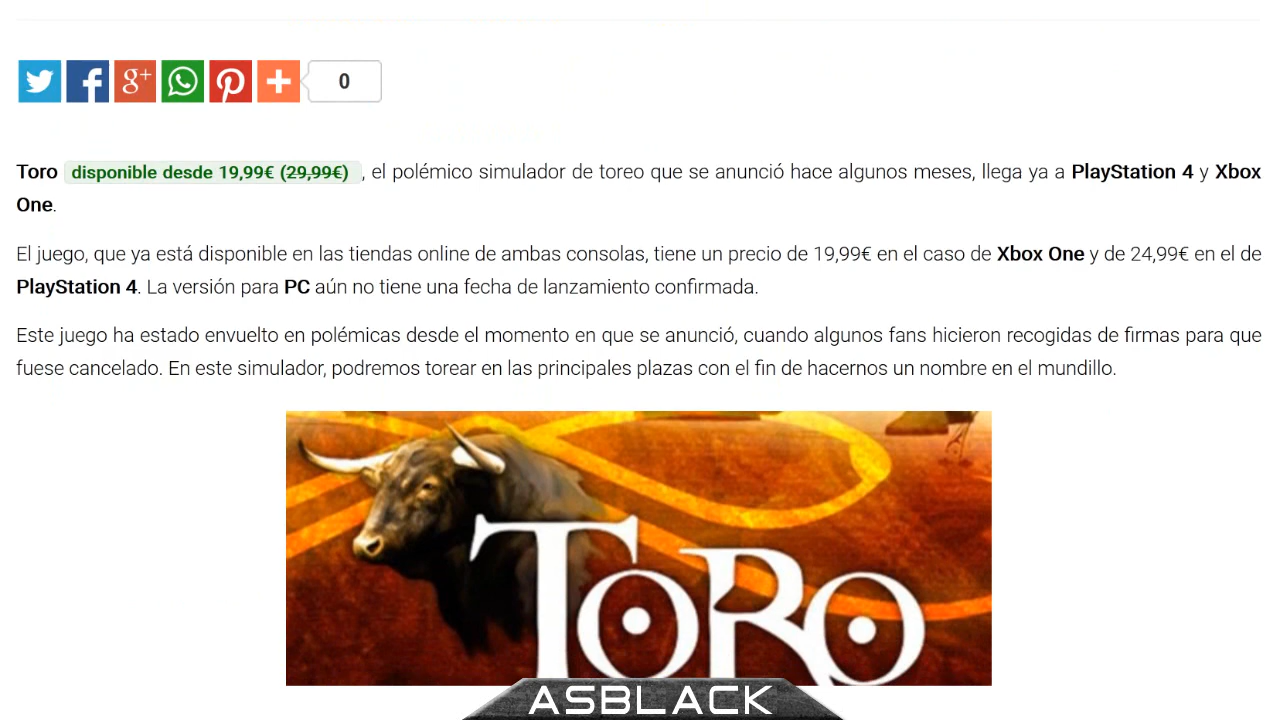 g+
0
Toro disponible desde 19,99€ (29,99€) , el polémico simulador de toreo que se anunció hace algunos meses, llega ya a PlayStation 4 y Xbox
One.
El juego, que ya está disponible en las tiendas online de ambas consolas, tiene un precio de 19,99€ en el caso de Xbox One y de 24,99€ en el de
PlayStation 4. La versión para PC aún no tiene una fecha de lanzamiento confirmada.
Este juego ha estado envuelto en polémicas desde el momento en que se anunció, cuando algunos fans hicieron recogidas de firmas para que
fuese cancelado. En este simulador, podremos torear en las principales plazas con el fin de hacernos un nombre en el mundillo.
TORO
ASBLACK